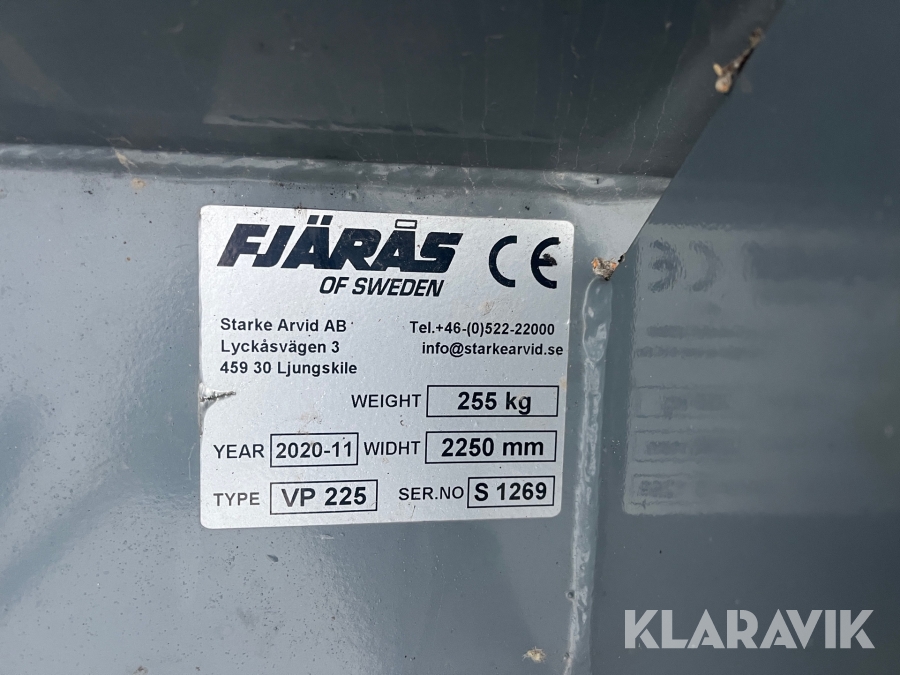 FJÄRÅS CE
OF SWEDEN
Starke Arvid AB Tel.+46-(0)522-22000
Lyckåsvägen 3 info@starkearvid.se
459 30 Ljungskile
WEIGHT 255 kg
YEAR 2020-11 WIDHT 2250 mm
TYPE VP 225 SER.NO S 1269
KLARAVIK